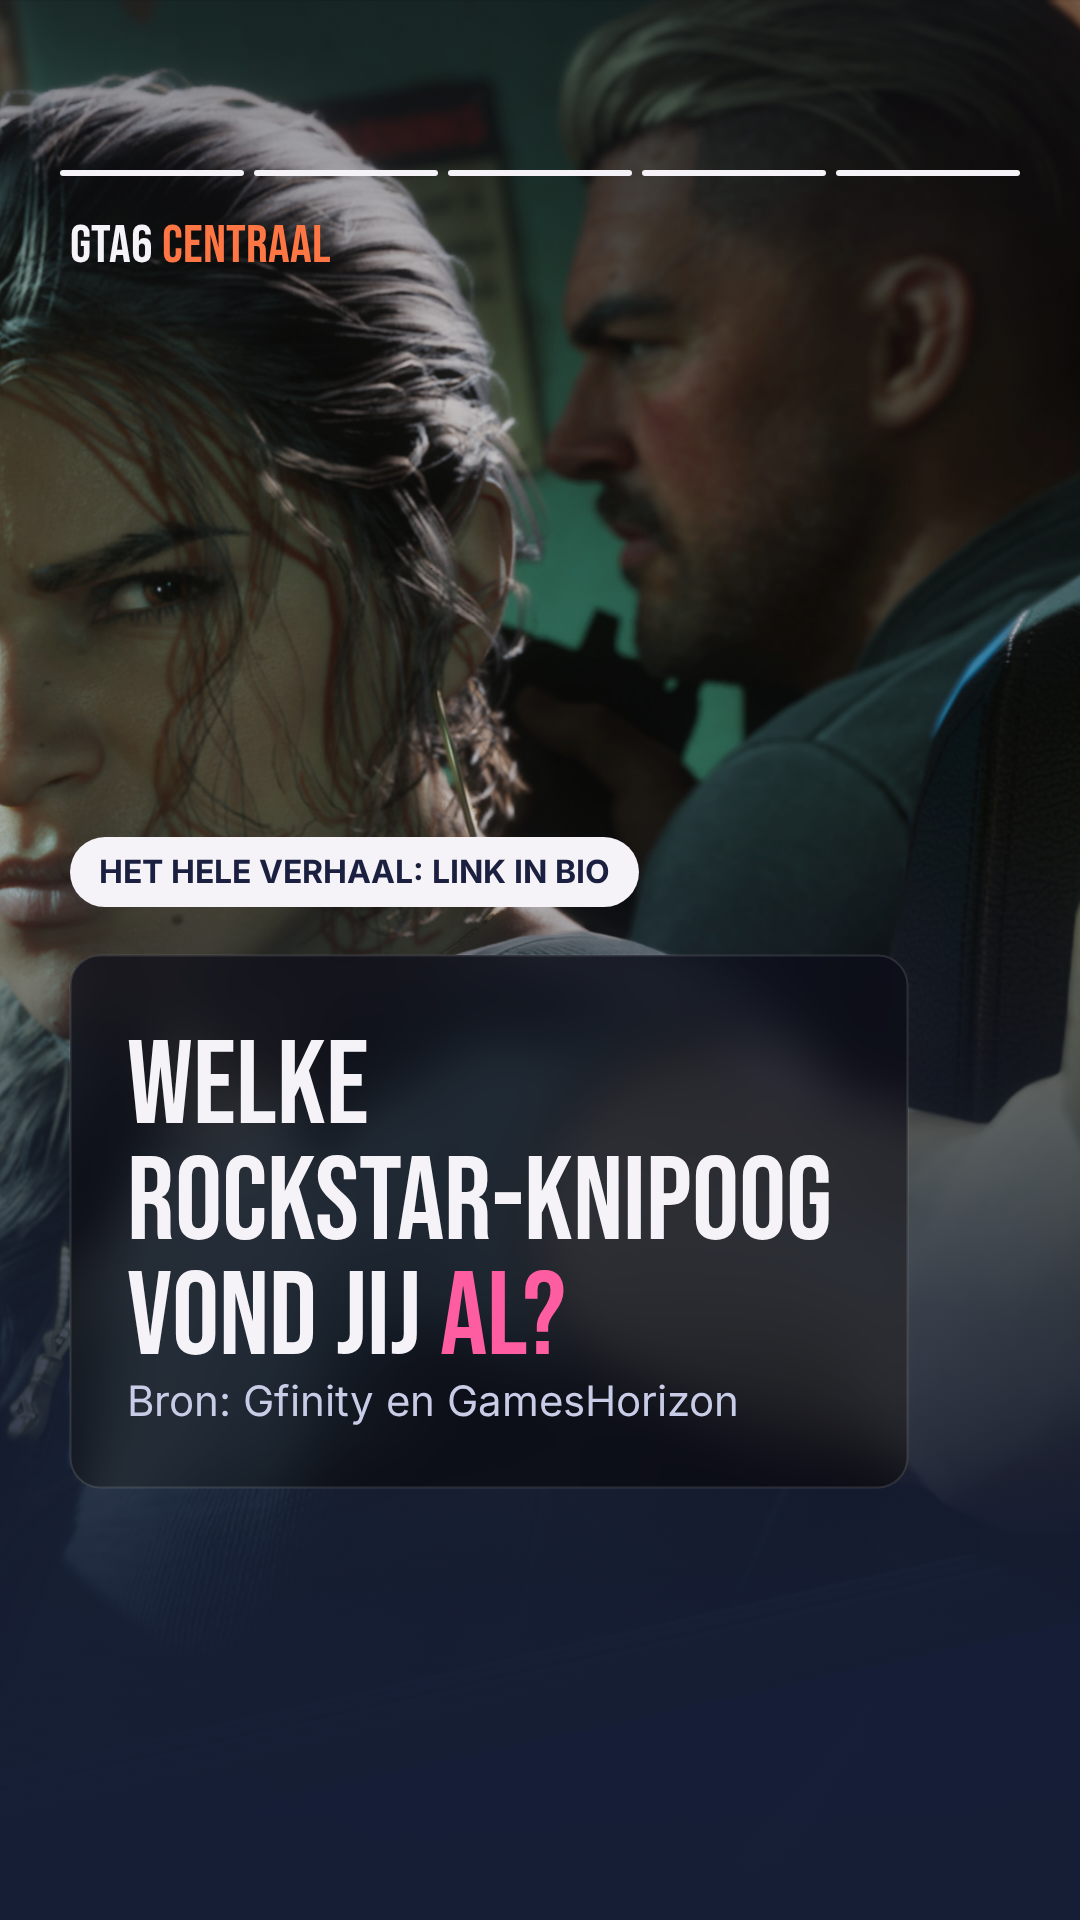 GTA6 CENTRAAL
HET HELE VERHAAL: LINK IN BIO
WELKE
ROCKSTAR-KNIPOOG
VOND JIJ AL?
Bron: Gfinity en GamesHorizon